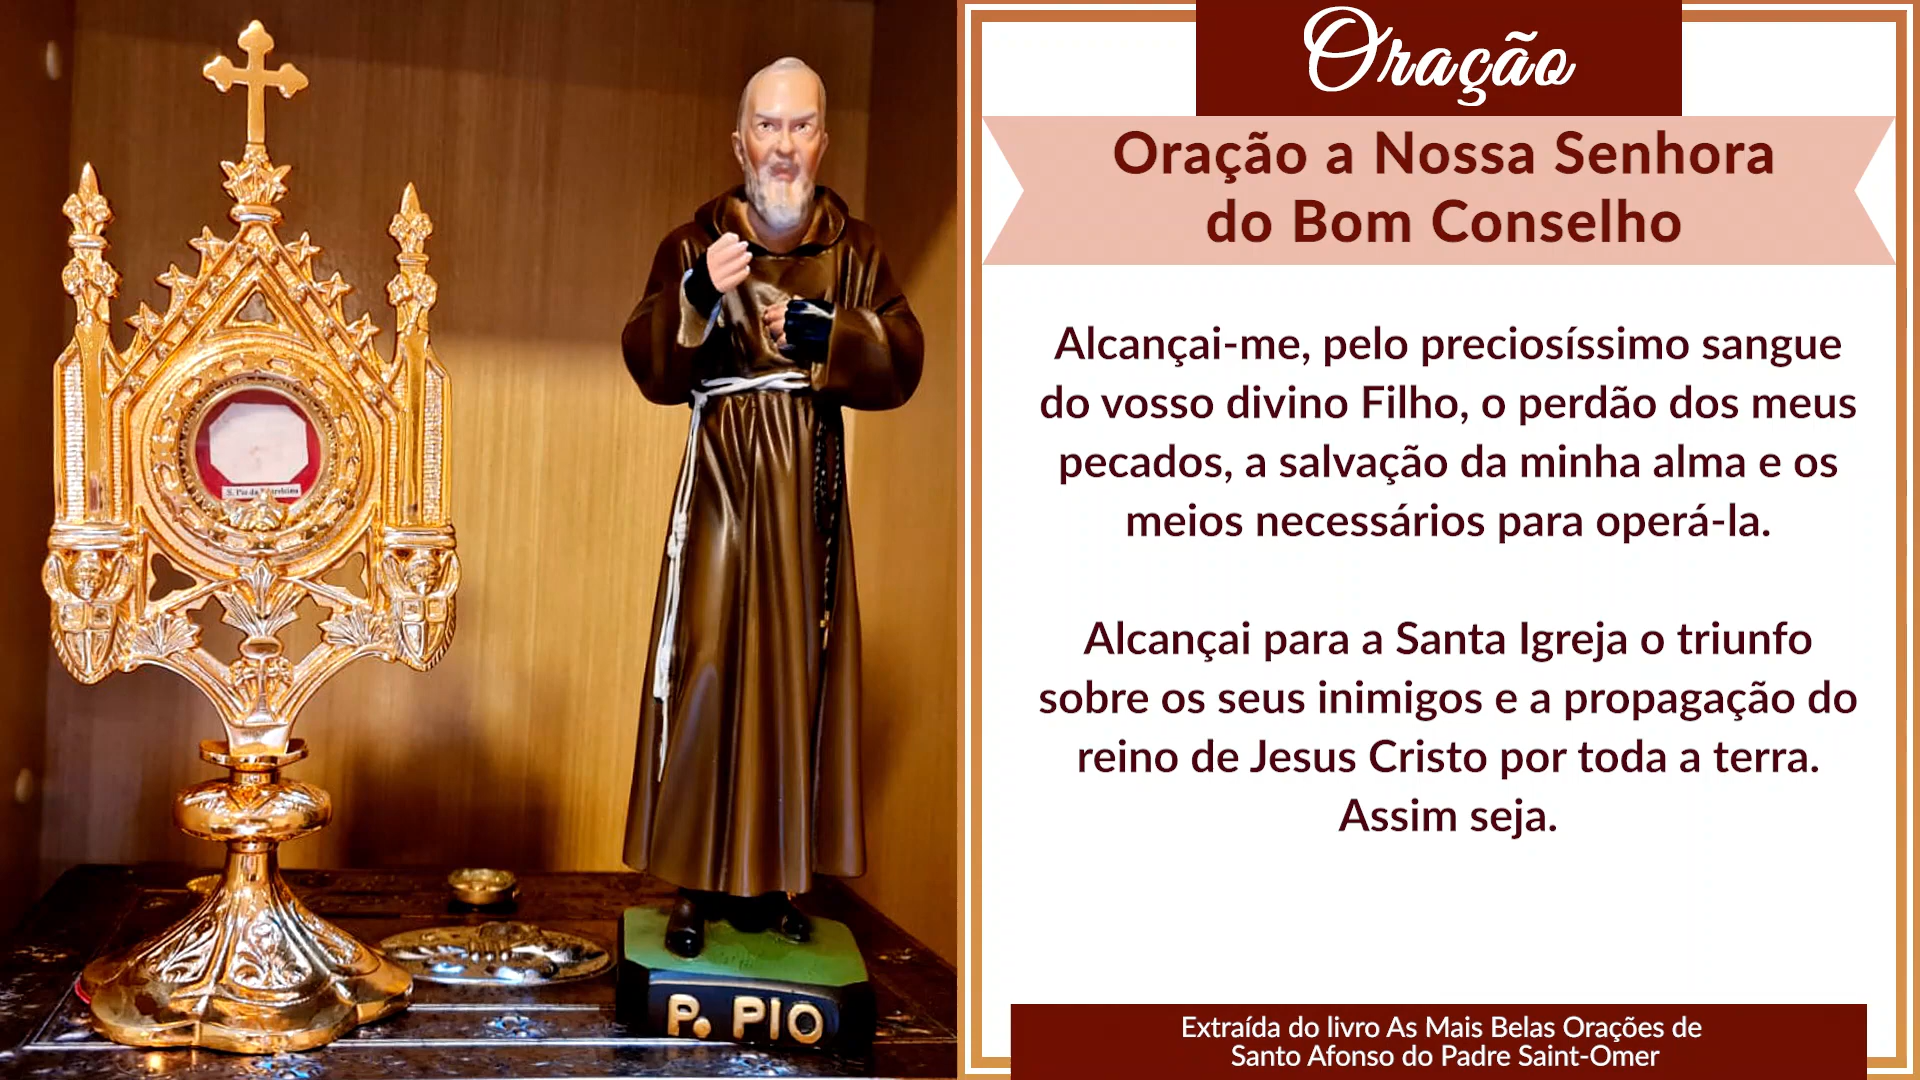 Oração
Oração a Nossa Senhora
do Bom Conselho
Alcançai-me, pelo preciosíssimo sangue
do vosso divino Filho, o perdão dos meus
pecados, a salvação da minha alma e os
meios necessários para operá-la.
Alcançai para a Santa Igreja o triunfo
sobre os seus inimigos e a propagação do
reino de Jesus Cristo por toda a terra.
Assim seja.
Extraída do livro As Mais Belas Orações de
Santo Afonso do Padre Saint-Omer
S. Pio da
P. PIO